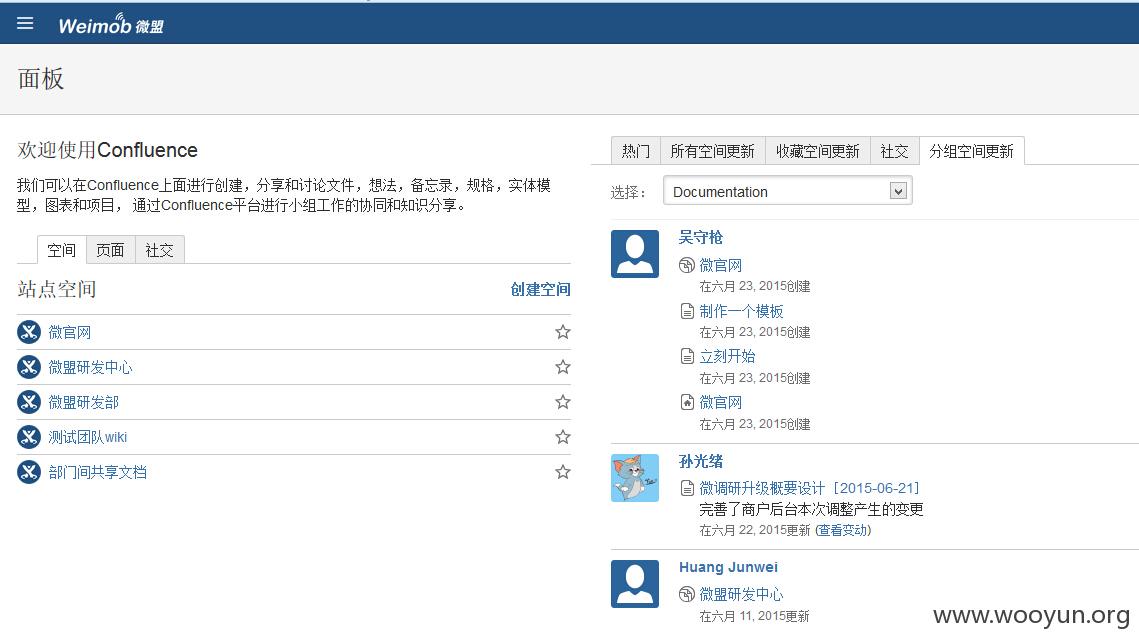 Weimob 微盟
面板
欢迎使用Confluence
我们可以在Confluence上面进行创建，分享和讨论文件，想法，备忘录，规格，实体模
型，图表和项目， 通过Confluence平台进行小组工作的协同和知识分享。
空间 页面 社交
站点空间 创建空间
微官网
微盟研发中心
微盟研发部
测试团队wiki
部门间共享文档
热门 所有空间更新 收藏空间更新 社交 分组空间更新
选择： Documentation
吴守枪
微官网
在六月 23, 2015创建
制作一个模板
在六月 23, 2015创建
立刻开始
在六月 23, 2015创建
微官网
在六月 23, 2015创建
孙光绪
微调研升级概要设计［2015-06-21］
完善了商户后台本次调整产生的变更
在六月 22, 2015更新 (查看变动)
Huang Junwei
微盟研发中心
在六月 11, 2015更新
www.wooyun.org